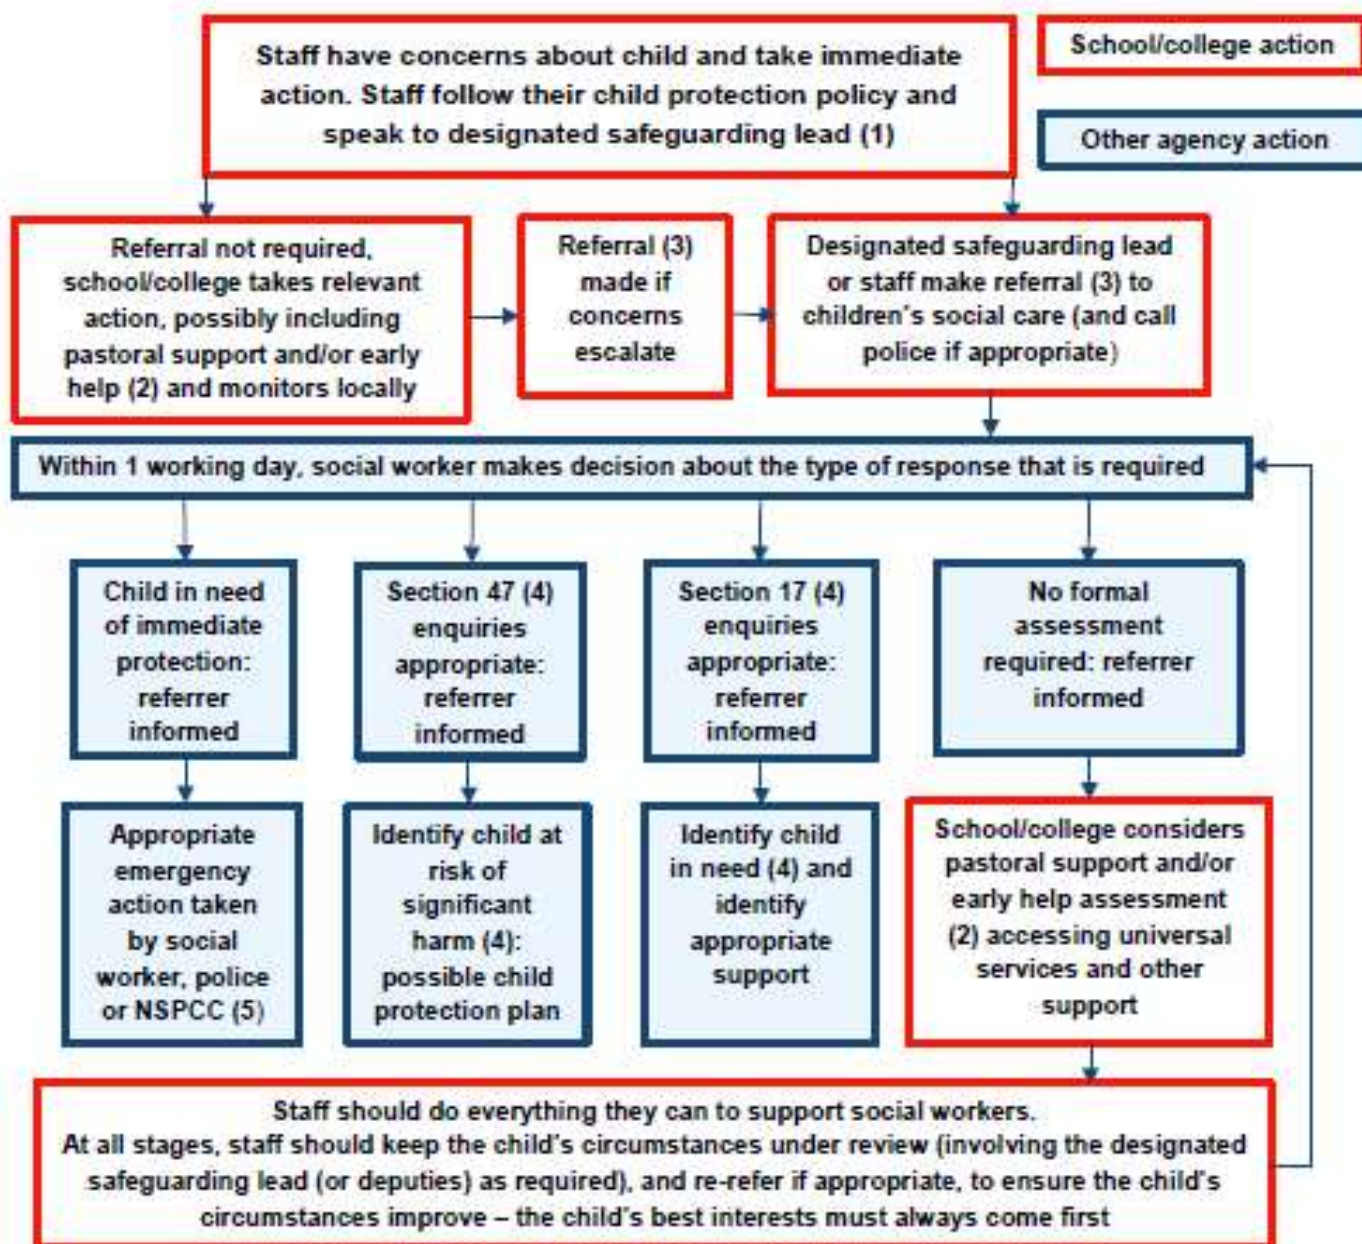 Staff have concerns about child and take immediate
action. Staff follow their child protection policy and
speak to designated safeguarding lead (1)
School/college action
Other agency action
Referral not required,
school/college takes relevant
action, possibly including
pastoral support and/or early
help (2) and monitors locally
Referral (3)
made if
concerns
escalate
Designated safeguarding lead
or staff make referral (3) to
children's social care (and call
police if appropriate)
Within 1 working day, social worker makes decision about the type of response that is required
Child in need
of immediate
protection:
referrer
informed
Section 47 (4)
enquiries
appropriate:
referrer
informed
Section 17 (4)
enquiries
appropriate:
referrer
informed
No formal
assessment
required: referrer
informed
Appropriate
emergency
action taken
by social
worker, police
or NSPCC (5)
Identify child at
risk of
significant
harm (4):
possible child
protection plan
Identify child
in need (4) and
identify
appropriate
support
School/college considers
pastoral support and/or
early help assessment
(2) accessing universal
services and other
support
Staff should do everything they can to support social workers.
At all stages, staff should keep the child's circumstances under review (involving the designated
safeguarding lead (or deputies) as required), and re-refer if appropriate, to ensure the child's
circumstances improve – the child's best interests must always come first